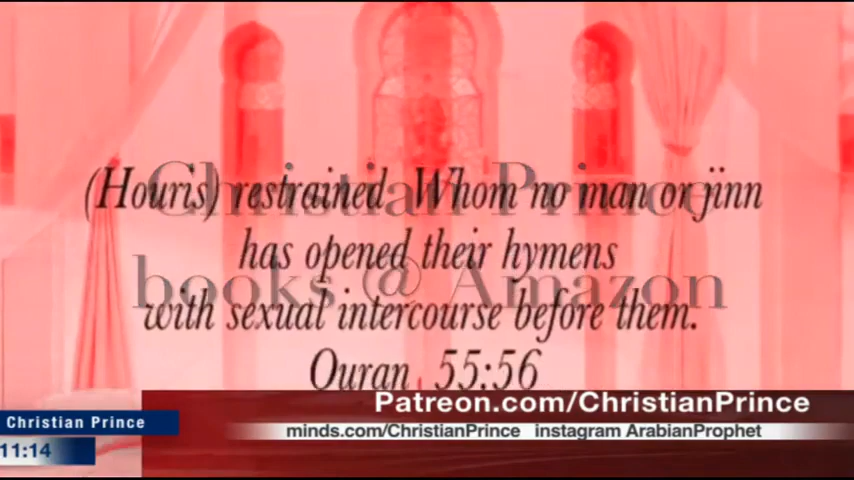 (Houris) restrained Whom no man or jinn
has opened their hymens
with sexual intercourse before them.
Quran 55:56
Christian Prince
books @ Amazon
Patreon.com/ChristianPrince
Christian Prince
minds.com/ChristianPrince instagram ArabianProphet
11:14